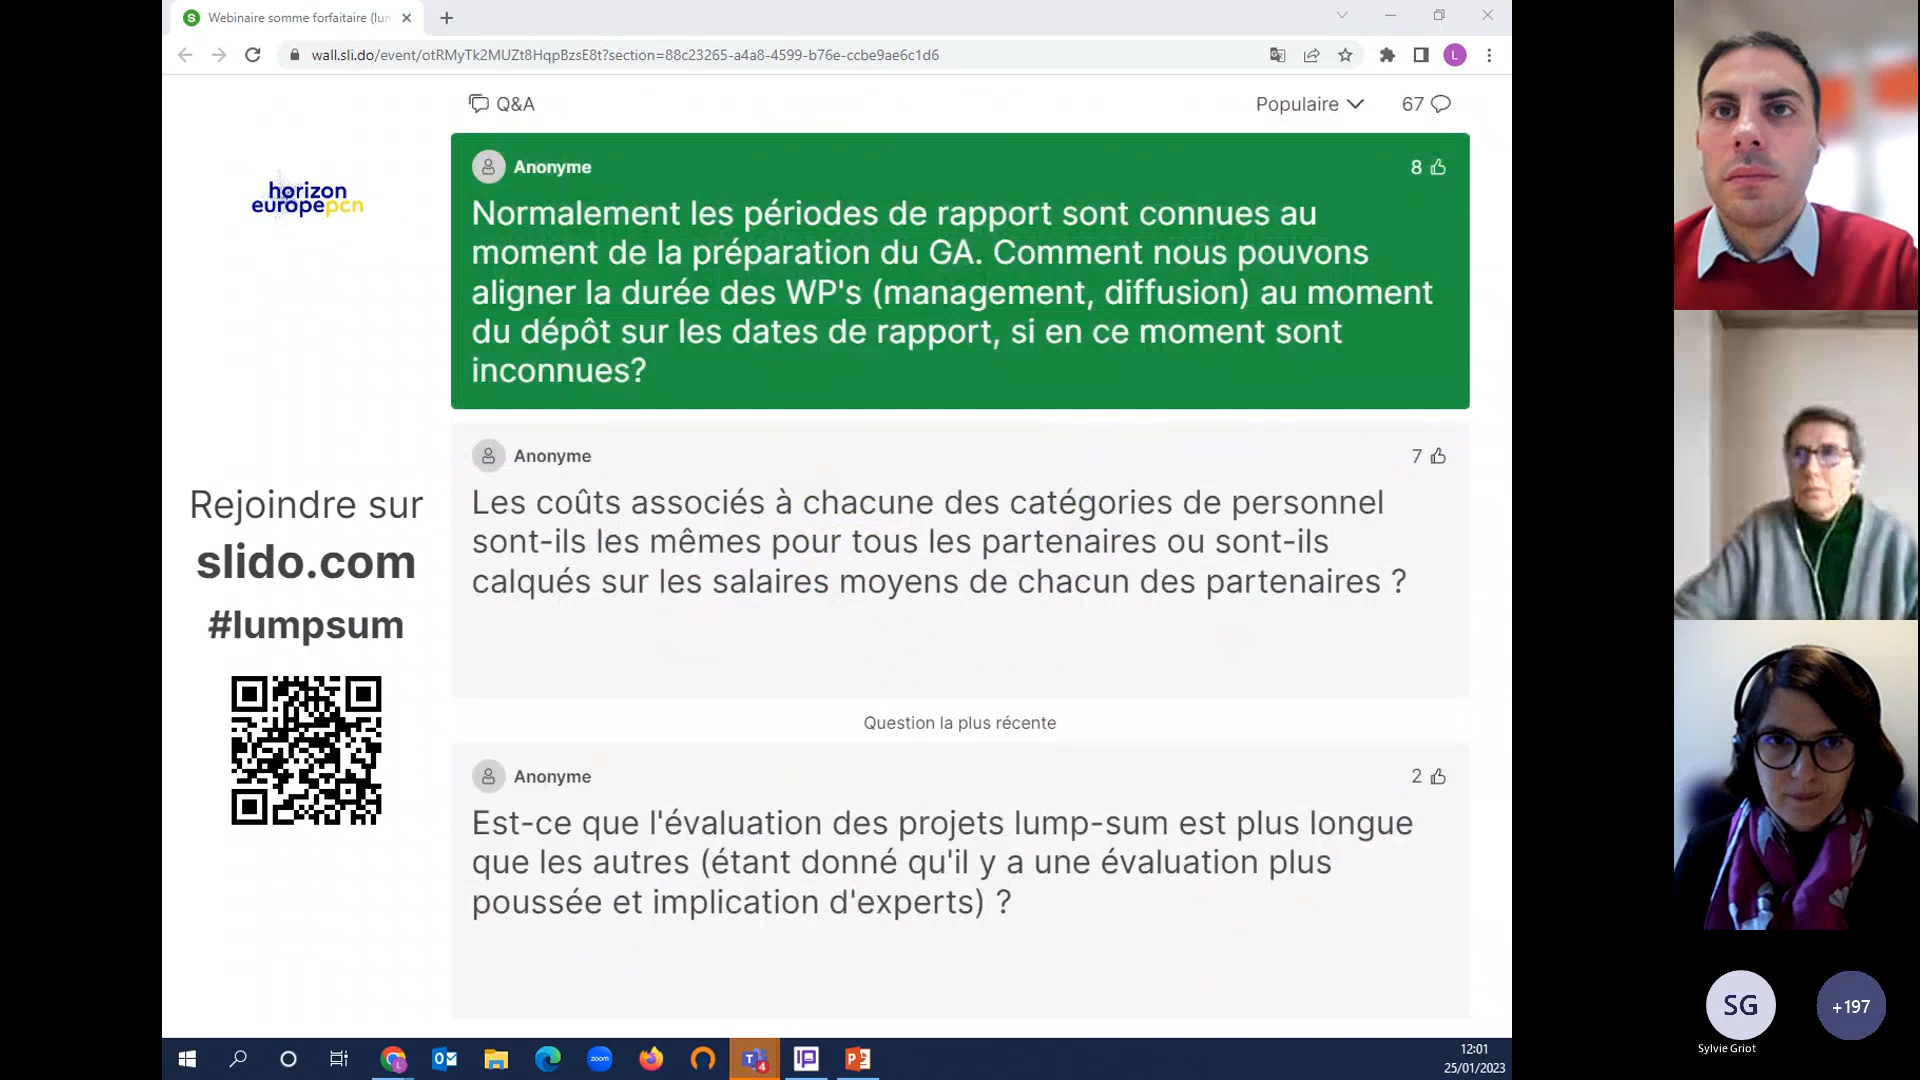 Webinaire somme forfaitaire (lum
wall.sli.do/event/otRMyTk2MUZt8HqpBzsE8t?section=88c23265-a4a8-4599-b76e-ccbe9ae6c1d6
L
Q&A
Populaire
67
horizon
europepcn
Rejoindre sur
slido.com
#lumpsum
Anonyme
8
Normalement les périodes de rapport sont connues au
moment de la préparation du GA. Comment nous pouvons
aligner la durée des WP's (management, diffusion) au moment
du dépôt sur les dates de rapport, si en ce moment sont
inconnues?
Anonyme
7
Les coûts associés à chacune des catégories de personnel
sont-ils les mêmes pour tous les partenaires ou sont-ils
calqués sur les salaires moyens de chacun des partenaires ?
Question la plus récente
Anonyme
2
Est-ce que l'évaluation des projets lump-sum est plus longue
que les autres (étant donné qu'il y a une évaluation plus
poussée et implication d'experts) ?
SG
+197
Sylvie Griot
zoom
4
12:01
25/01/2023